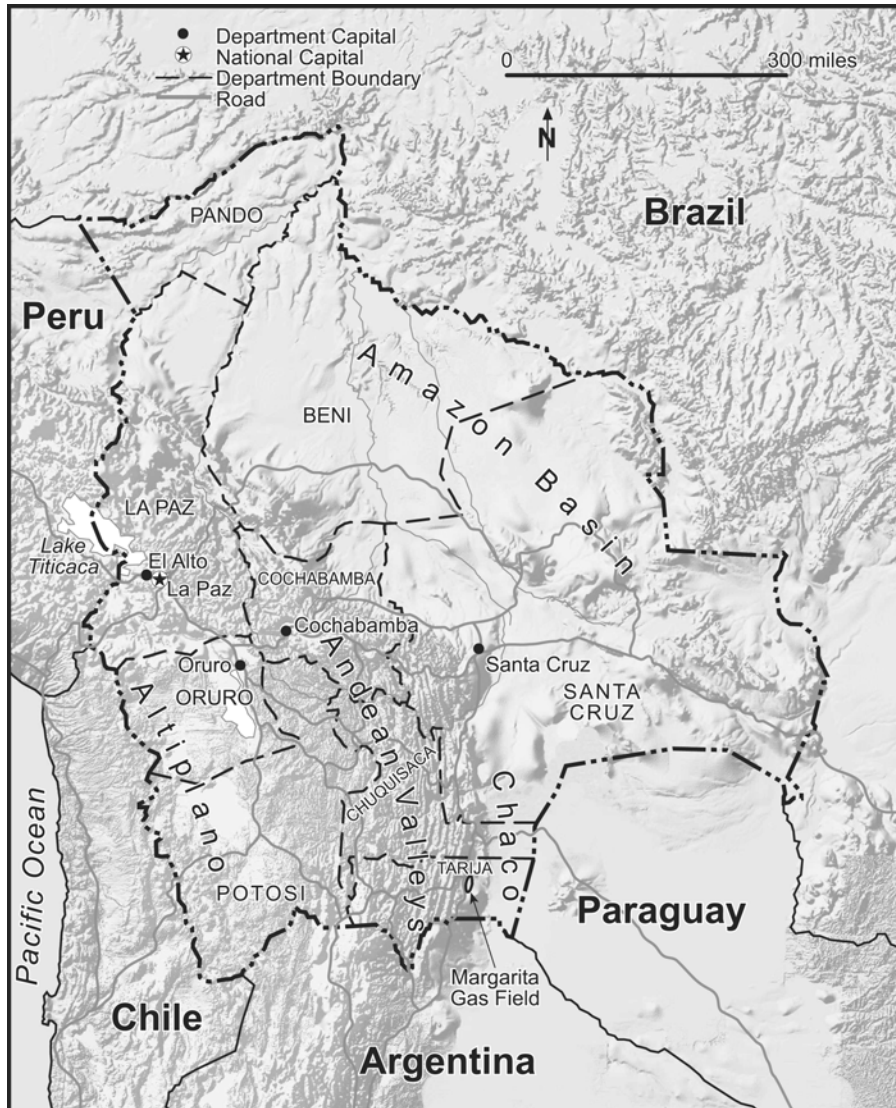 Department Capital
National Capital
Department Boundary
Road
0 300 miles
N
Brazil
PANDO
Peru
Amazon Basin
BENI
LA PAZ
Lake
Titicaca
El Alto
La Paz
COCHABAMBA
Cochabamba
Oruro
ORURO
Santa Cruz
SANTA
CRUZ
Altiplano
Andean Valleys
CHUQUISACA
Chaco
TARIJA
POTOSI
Pacific Ocean
Paraguay
Margarita
Gas Field
Chile
Argentina